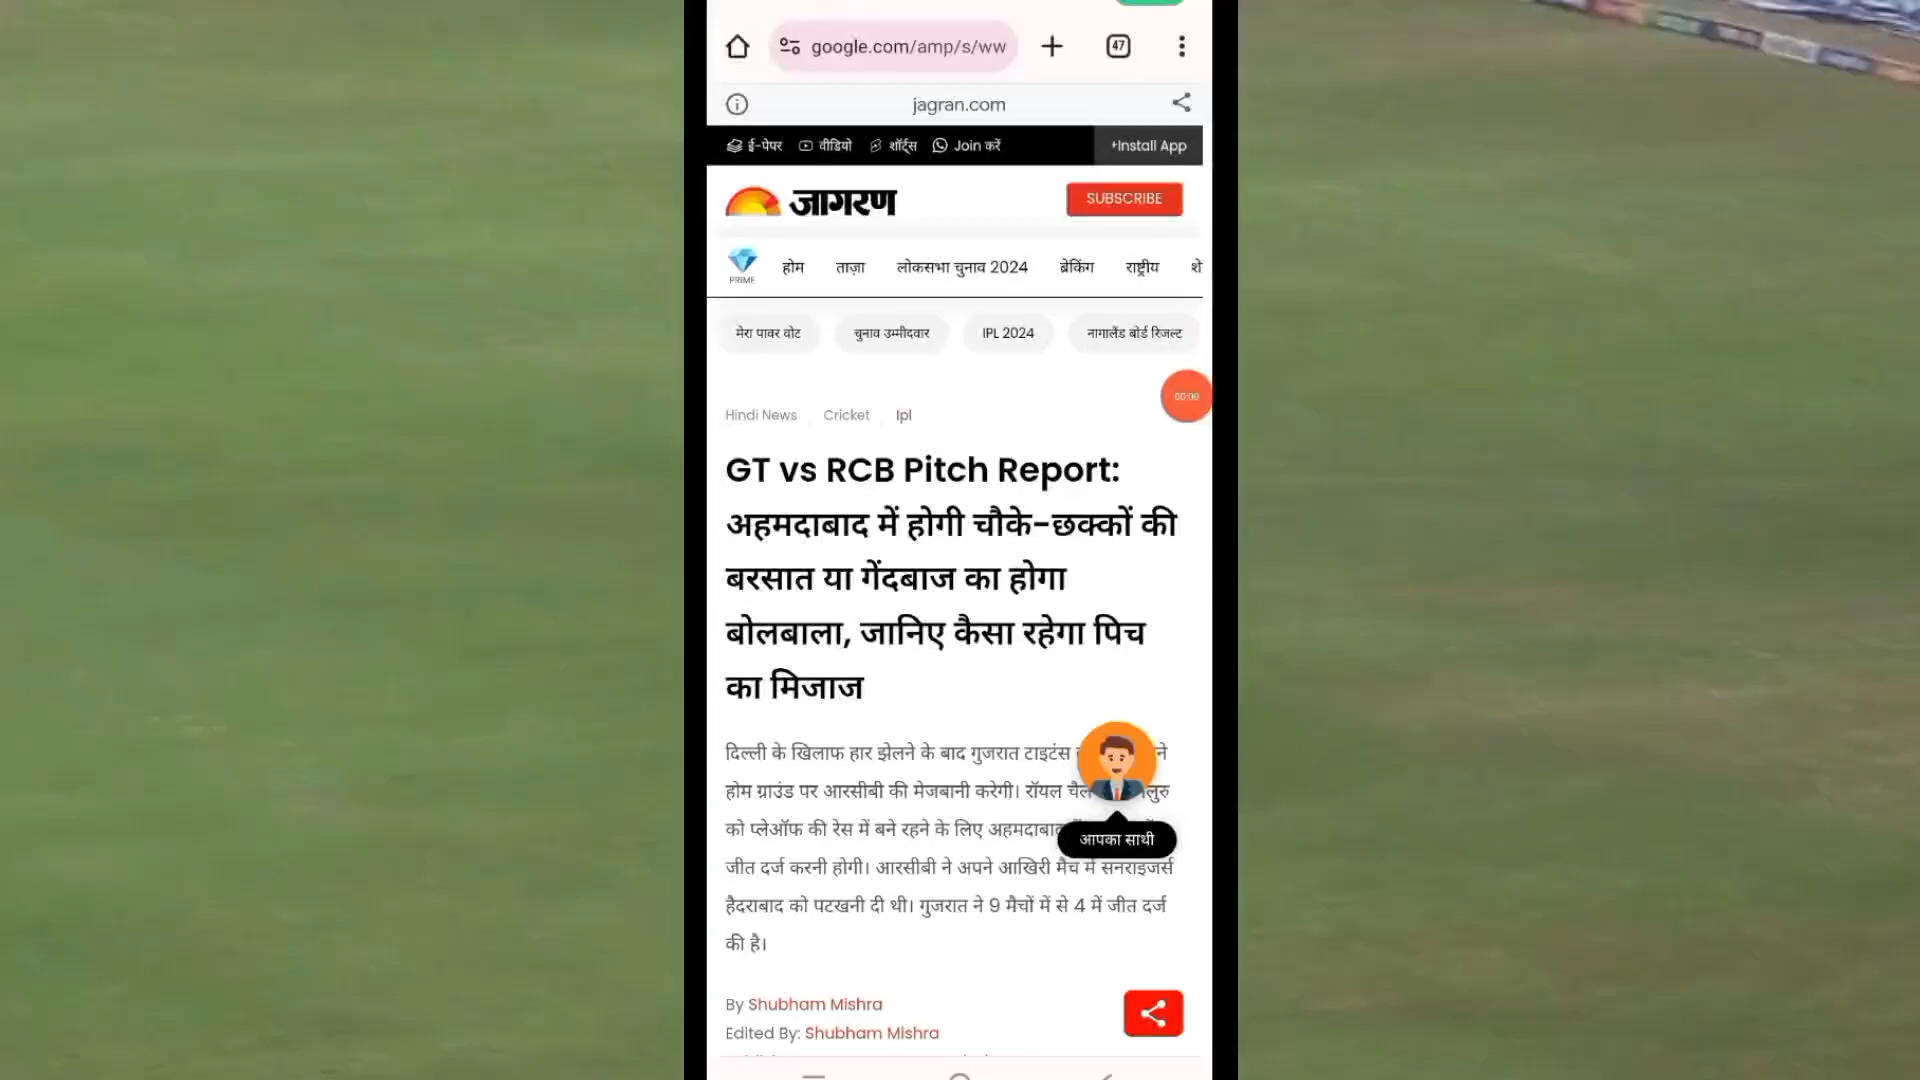 google.com/amp/s/ww
47
jagran.com
ई-पेपर वीडियो शॉर्ट्स Join करें +Install App
जागरण
SUBSCRIBE
PRIME
होम ताज़ा लोकसभा चुनाव 2024 ब्रेकिंग राष्ट्रीय शे
मेरा पावर वोट चुनाव उम्मीदवार IPL 2024 नागालैंड बोर्ड रिजल्ट
00:00
Hindi News Cricket Ipl
GT vs RCB Pitch Report:
अहमदाबाद में होगी चौके-छक्कों की
बरसात या गेंदबाज का होगा
बोलबाला, जानिए कैसा रहेगा पिच
का मिजाज
दिल्ली के खिलाफ हार झेलने के बाद गुजरात टाइटंस ने
होम ग्राउंड पर आरसीबी की मेजबानी करेगी। रॉयल
को प्लेऑफ की रेस में बने रहने के लिए
आपका साथी
जीत दर्ज करनी होगी। आरसीबी ने अपने आखिरी मैच में सनराइजर्स
हैदराबाद को पटखनी दी थी। गुजरात ने 9 मैचों में से 4 में जीत दर्ज
की है।
By Shubham Mishra
Edited By: Shubham Mishra